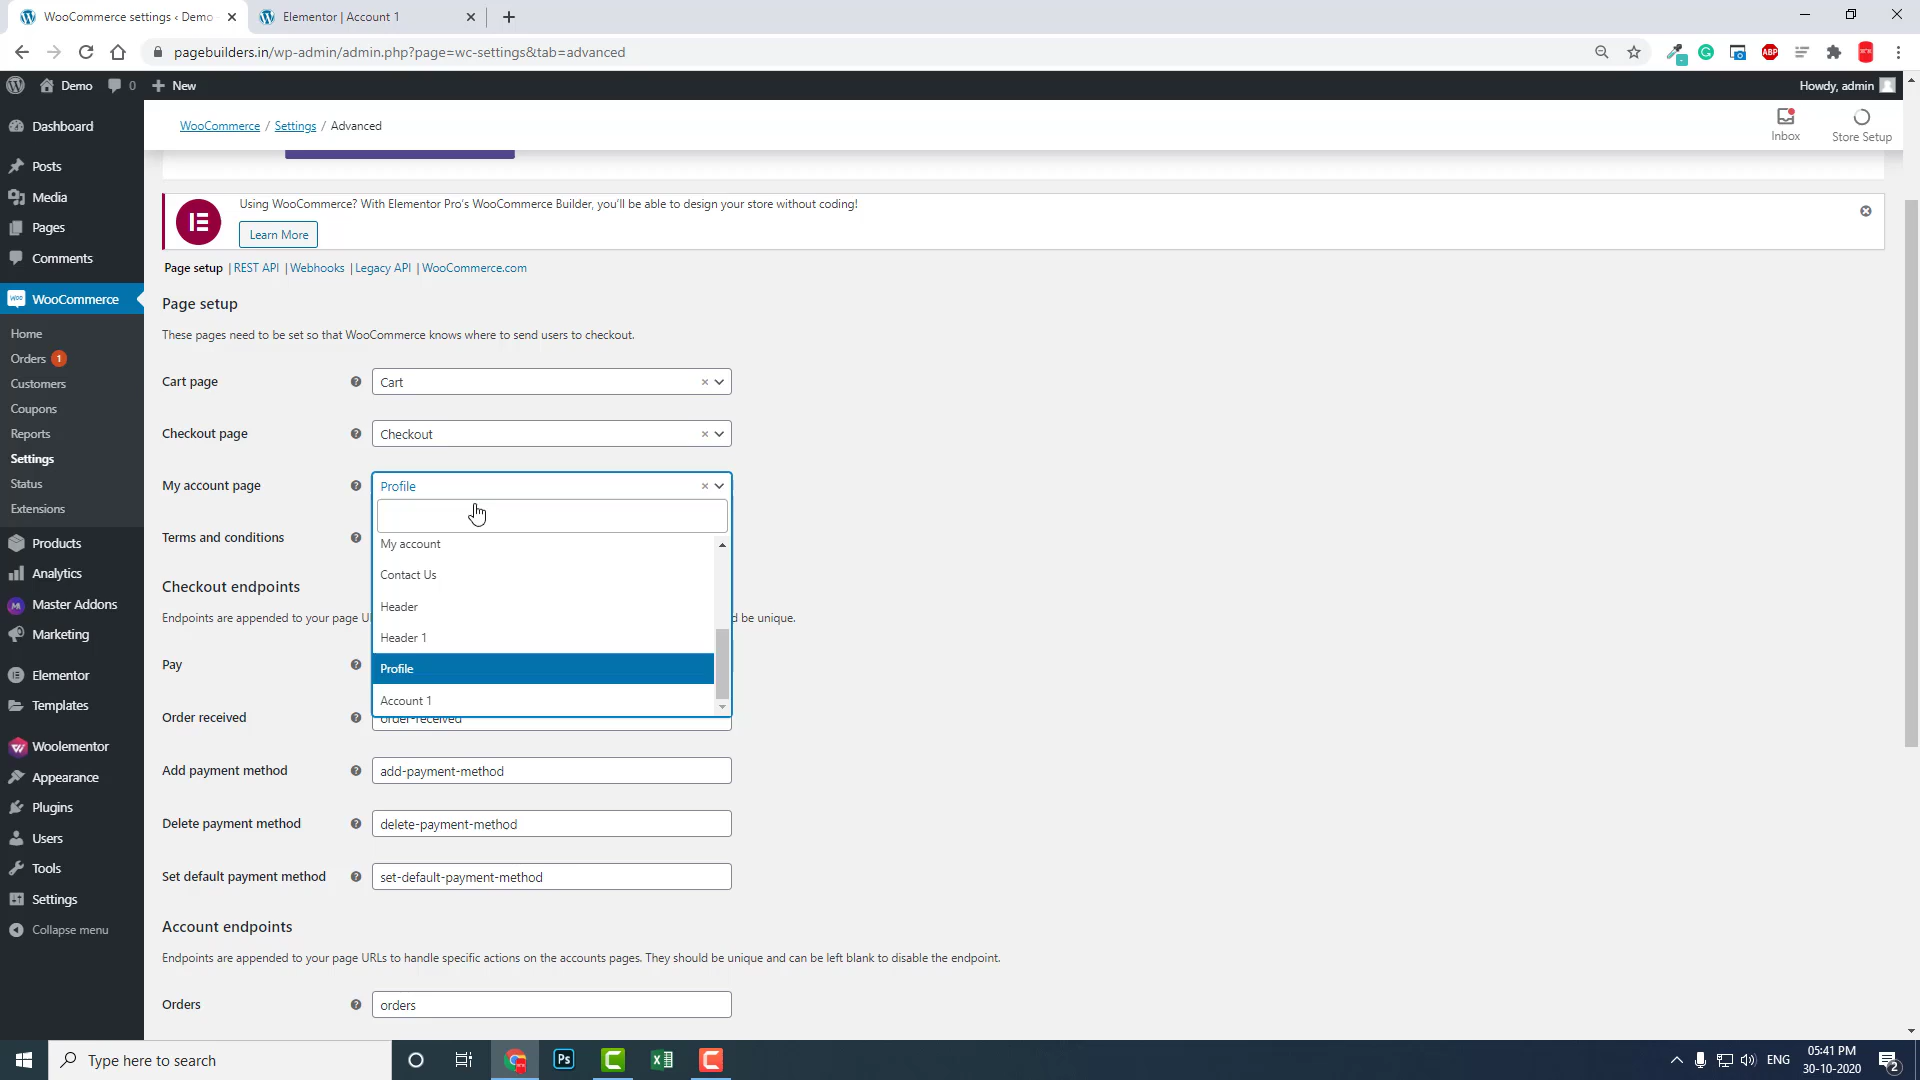 WooCommerce settings ‹ Demo
Elementor | Account 1
pagebuilders.in/wp-admin/admin.php?page=wc-settings&tab=advanced
ABP
Demo
0
New
Howdy, admin
Dashboard
Posts
Media
Pages
Comments
WooCommerce
Home
Orders 1
Customers
Coupons
Reports
Settings
Status
Extensions
Products
Analytics
Master Addons
Marketing
Elementor
Templates
Woolementor
Appearance
Plugins
Users
Tools
Settings
Collapse menu
WooCommerce / Settings / Advanced
Inbox
Store Setup
Using WooCommerce? With Elementor Pro's WooCommerce Builder, you'll be able to design your store without coding!
Learn More
Page setup | REST API | Webhooks | Legacy API | WooCommerce.com
Page setup
These pages need to be set so that WooCommerce knows where to send users to checkout.
Cart page
Cart
Checkout page
Checkout
My account page
Profile
My account
Contact Us
Header
Header 1
Profile
Account 1
Terms and conditions
Checkout endpoints
Endpoints are appended to your page U
d be unique.
Pay
Order received
order-received
Add payment method
add-payment-method
Delete payment method
delete-payment-method
Set default payment method
set-default-payment-method
Account endpoints
Endpoints are appended to your page URLs to handle specific actions on the accounts pages. They should be unique and can be left blank to disable the endpoint.
Orders
orders
Type here to search
Ps
ENG
05:41 PM
30-10-2020
2